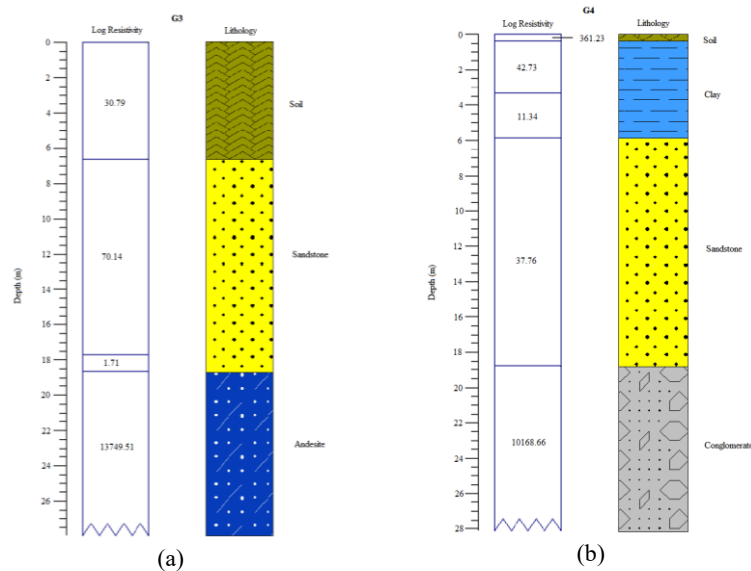 G3
Log Resistivity
Lithology
Depth (m)
0
2
4
6
8
10
12
14
16
18
20
22
24
26
30.79
70.14
1.71
13749.51
Soil
Sandstone
Andesite
(a)
G4
Log Resistivity
Lithology
Depth (m)
0
2
4
6
8
10
12
14
16
18
20
22
24
26
28
361.23
42.73
11.34
37.76
10168.66
Soil
Clay
Sandstone
Conglomerate
(b)